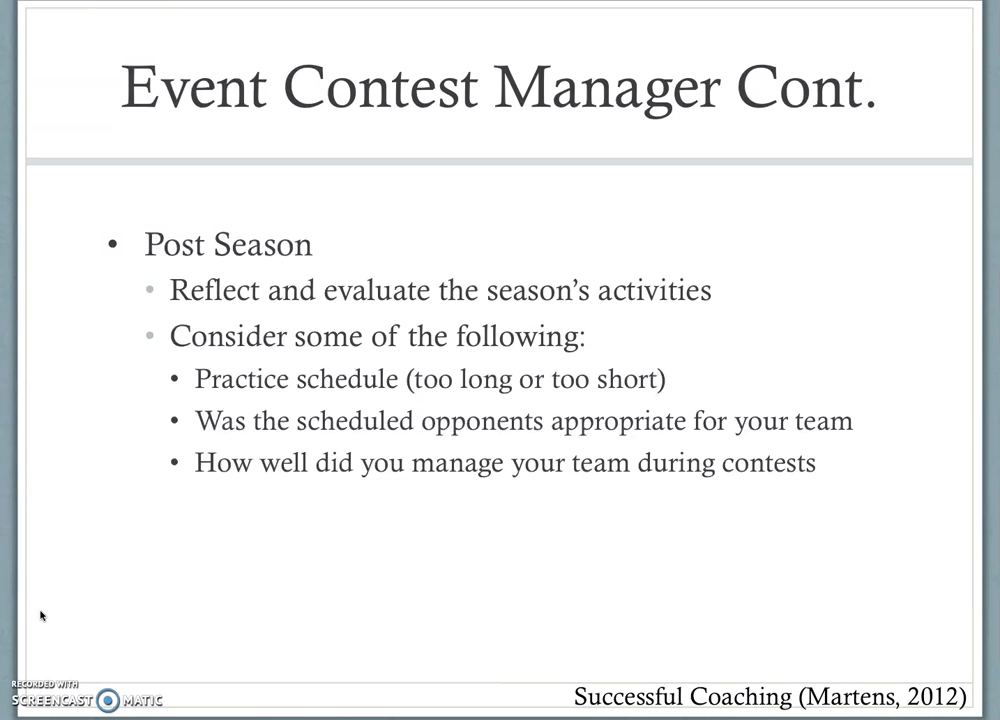 Event Contest Manager Cont.
• Post Season
• Reflect and evaluate the season’s activities
• Consider some of the following:
• Practice schedule (too long or too short)
• Was the scheduled opponents appropriate for your team
• How well did you manage your team during contests
RECORDED WITH
SCREENCAST MATIC
Successful Coaching (Martens, 2012)